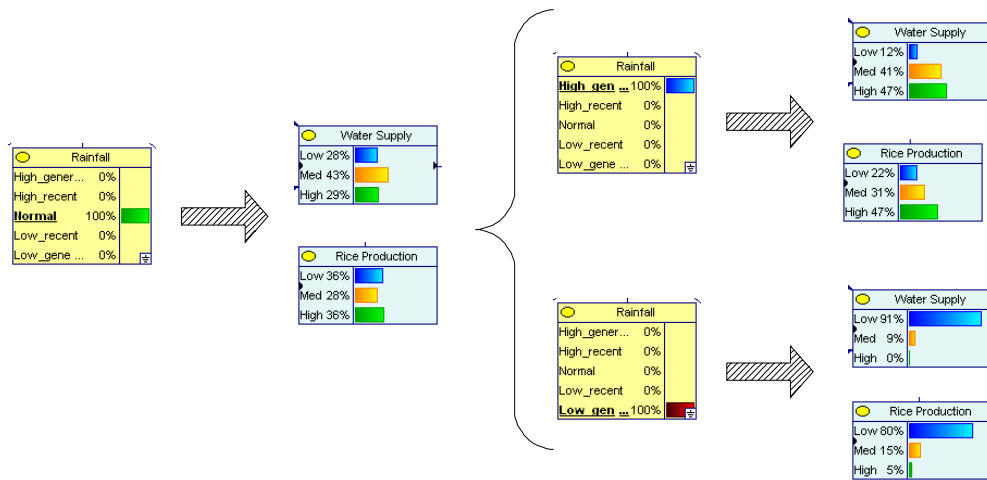 Rainfall
High_gener... 0%
High_recent 0%
Normal 100%
Low_recent 0%
Low_gene ... 0%
Water Supply
Low 28%
Med 43%
High 29%
Rice Production
Low 36%
Med 28%
High 36%
Rainfall
High_gen ... 100%
High_recent 0%
Normal 0%
Low_recent 0%
Low_gene ... 0%
Water Supply
Low 12%
Med 41%
High 47%
Rice Production
Low 22%
Med 31%
High 47%
Rainfall
High_gener... 0%
High_recent 0%
Normal 0%
Low_recent 0%
Low_gen ... 100%
Water Supply
Low 91%
Med 9%
High 0%
Rice Production
Low 80%
Med 15%
High 5%